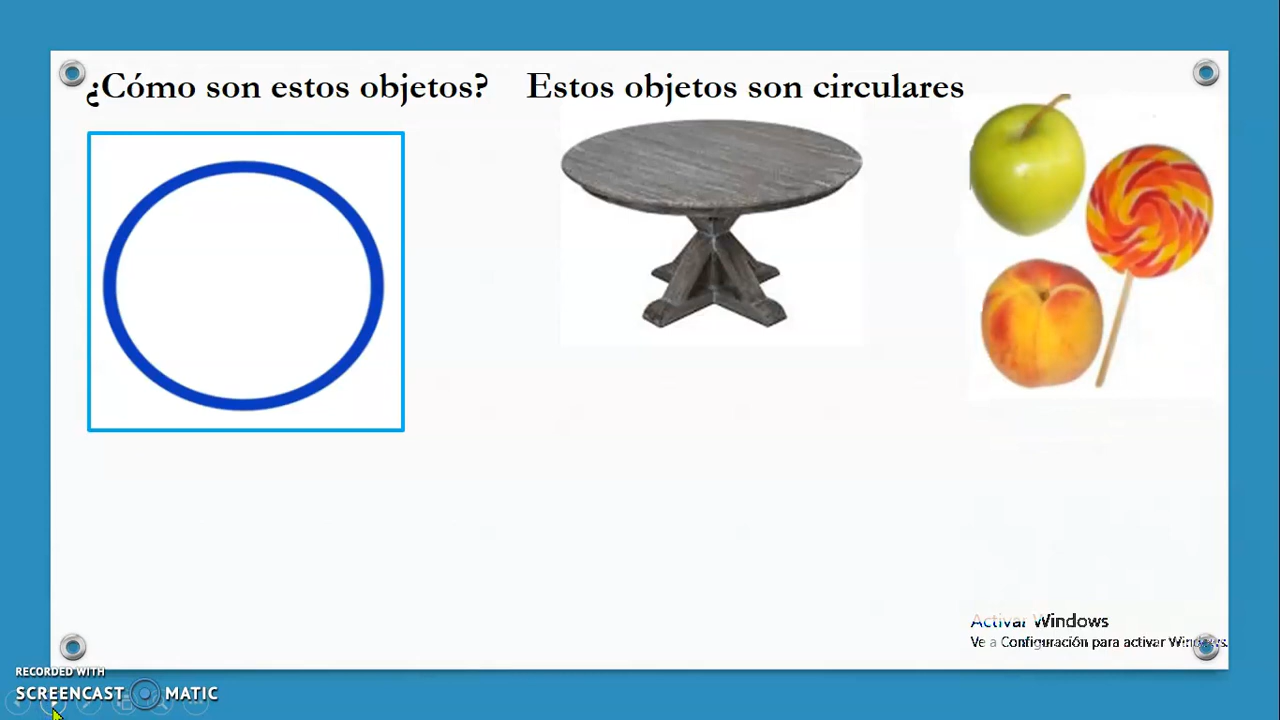 ¿Cómo son estos objetos? Estos objetos son circulares
Activar Windows
Ve a Configuración para activar Windows.
RECORDED WITH
SCREENCAST MATIC